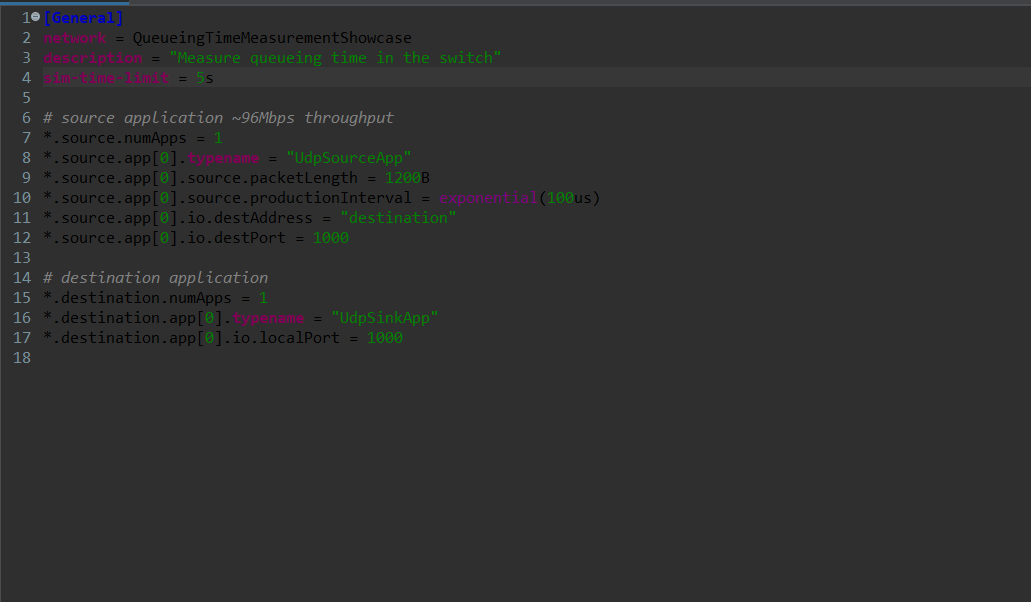 1 [General]
2 network = QueueingTimeMeasurementShowcase
3 description = "Measure queueing time in the switch"
4 sim-time-limit = 5s
5
6 # source application ~96Mbps throughput
7 *.source.numApps = 1
8 *.source.app[0].typename = "UdpSourceApp"
9 *.source.app[0].source.packetLength = 1200B
10 *.source.app[0].source.productionInterval = exponential(100us)
11 *.source.app[0].io.destAddress = "destination"
12 *.source.app[0].io.destPort = 1000
13
14 # destination application
15 *.destination.numApps = 1
16 *.destination.app[0].typename = "UdpSinkApp"
17 *.destination.app[0].io.localPort = 1000
18